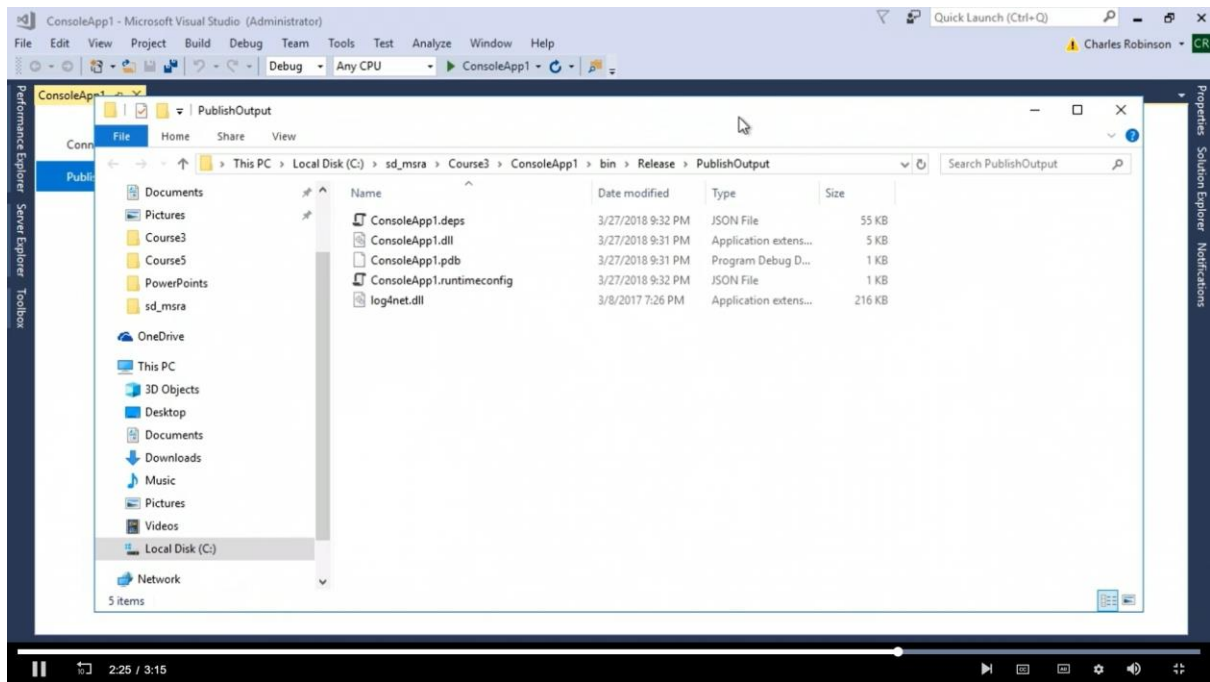 ConsoleApp1 - Microsoft Visual Studio (Administrator)
Quick Launch (Ctrl+Q)
File Edit View Project Build Debug Team Tools Test Analyze Window Help
Charles Robinson CR
Debug Any CPU ConsoleApp1
ConsoleApp1
PublishOutput
File Home Share View
Conn
This PC > Local Disk (C:) > sd_msra > Course3 > ConsoleApp1 > bin > Release > PublishOutput
Search PublishOutput
Publis
Documents
Pictures
Course3
Course5
PowerPoints
sd_msra
OneDrive
This PC
3D Objects
Desktop
Documents
Downloads
Music
Pictures
Videos
Local Disk (C:)
Network
Name Date modified Type Size
ConsoleApp1.deps 3/27/2018 9:32 PM JSON File 55 KB
ConsoleApp1.dll 3/27/2018 9:31 PM Application extens... 5 KB
ConsoleApp1.pdb 3/27/2018 9:31 PM Program Debug D... 1 KB
ConsoleApp1.runtimeconfig 3/27/2018 9:32 PM JSON File 1 KB
log4net.dll 3/8/2017 7:26 PM Application extens... 216 KB
5 items
Performance Explorer
Server Explorer
Toolbox
Properties
Solution Explorer
Notifications
10
2:25 / 3:15
CC